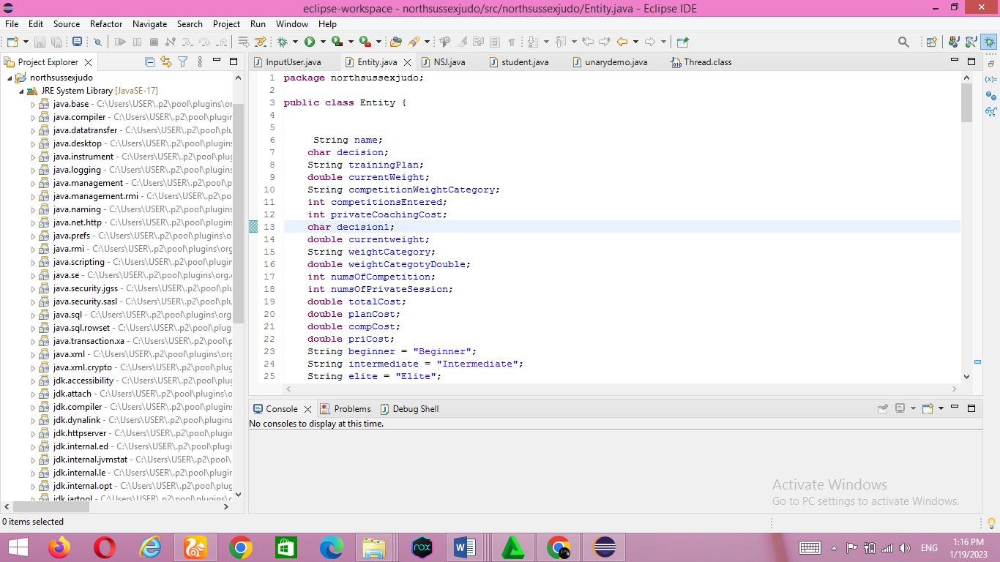 eclipse-workspace - northsussexjudo/src/northsussexjudo/Entity.java - Eclipse IDE
File Edit Source Refactor Navigate Search Project Run Window Help
Project Explorer
northsussexjudo
JRE System Library [JavaSE-17]
java.base - C:\Users\USER\.p2\pool\plugins\or
java.compiler - C:\Users\USER\.p2\pool\plugin
java.datatransfer - C:\Users\USER\.p2\pool\plu
java.desktop - C:\Users\USER\.p2\pool\plugins
java.instrument - C:\Users\USER\.p2\pool\plug
java.logging - C:\Users\USER\.p2\pool\plugins
java.management - C:\Users\USER\.p2\pool\p
java.management.rmi - C:\Users\USER\.p2\po
java.naming - C:\Users\USER\.p2\pool\plugins
java.net.http - C:\Users\USER\.p2\pool\plugins
java.prefs - C:\Users\USER\.p2\pool\plugins\o
java.rmi - C:\Users\USER\.p2\pool\plugins\org
java.scripting - C:\Users\USER\.p2\pool\plugin
java.se - C:\Users\USER\.p2\pool\plugins\org.
java.security.jgss - C:\Users\USER\.p2\pool\plu
java.security.sasl - C:\Users\USER\.p2\pool\plu
java.sql - C:\Users\USER\.p2\pool\plugins\org
java.sql.rowset - C:\Users\USER\.p2\pool\plug
java.transaction.xa - C:\Users\USER\.p2\pool\p
java.xml - C:\Users\USER\.p2\pool\plugins\org
java.xml.crypto - C:\Users\USER\.p2\pool\plug
jdk.accessibility - C:\Users\USER\.p2\pool\plug
jdk.attach - C:\Users\USER\.p2\pool\plugins\o
jdk.compiler - C:\Users\USER\.p2\pool\plugin
jdk.dynalink - C:\Users\USER\.p2\pool\plugins
jdk.httpserver - C:\Users\USER\.p2\pool\plugi
jdk.internal.ed - C:\Users\USER\.p2\pool\plug
jdk.internal.jvmstat - C:\Users\USER\.p2\pool\
jdk.internal.le - C:\Users\USER\.p2\pool\plugin
jdk.internal.opt - C:\Users\USER\.p2\pool\plug
jdk.jartool - C:\Users\USER\.p2\pool\plugins\o
0 items selected
InputUser.java Entity.java NSJ.java student.java unarydemo.java Thread.class
1 package northsussexjudo;
2
3 public class Entity {
4
5
6 String name;
7 char decision;
8 String trainingPlan;
9 double currentWeight;
10 String competitionWeightCategory;
11 int competitionsEntered;
12 int privateCoachingCost;
13 char decision1;
14 double currentweight;
15 String weightCategory;
16 double weightCategotyDouble;
17 int numsOfCompetition;
18 int numsOfPrivateSession;
19 double totalCost;
20 double planCost;
21 double compCost;
22 double priCost;
23 String beginner = "Beginner";
24 String intermediate = "Intermediate";
25 String elite = "Elite";
Console Problems Debug Shell
No consoles to display at this time.
Activate Windows
Go to PC settings to activate Windows.
nox
ENG
1:16 PM
1/19/2023